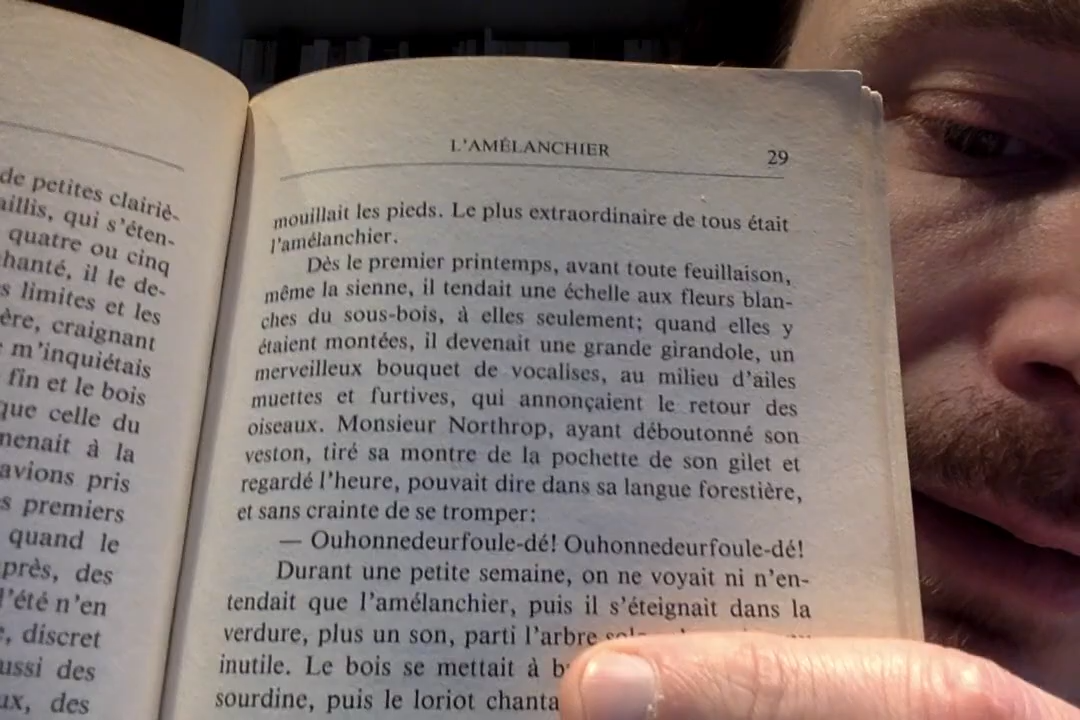 de petites clairiè-
aillis, qui s'éten-
quatre ou cinq
hanté, il le de-
s limites et les
ère, craignant
m'inquiétais
fin et le bois
que celle du
menait à la
avions pris
s premiers
quand le
près, des
l'été n'en
discret
ussi des
ux, des
L'AMÉLANCHIER 29
mouillait les pieds. Le plus extraordinaire de tous était
l'amélanchier.
Dès le premier printemps, avant toute feuillaison,
même la sienne, il tendait une échelle aux fleurs blan-
ches du sous-bois, à elles seulement; quand elles y
étaient montées, il devenait une grande girandole, un
merveilleux bouquet de vocalises, au milieu d'ailes
muettes et furtives, qui annonçaient le retour des
oiseaux. Monsieur Northrop, ayant déboutonné son
veston, tiré sa montre de la pochette de son gilet et
regardé l'heure, pouvait dire dans sa langue forestière,
et sans crainte de se tromper:
— Ouhonnedeurfoule-dé! Ouhonnedeurfoule-dé!
Durant une petite semaine, on ne voyait ni n'en-
tendait que l'amélanchier, puis il s'éteignait dans la
verdure, plus un son, parti l'arbre
inutile. Le bois se mettait à
sourdine, puis le loriot chanta